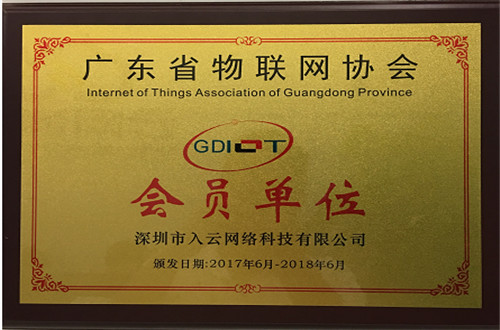 广东省物联网协会
Internet of Things Association of Guangdong Province
GDIOT
会员单位
深圳市入云网络科技有限公司
颁发日期:2017年6月-2018年6月